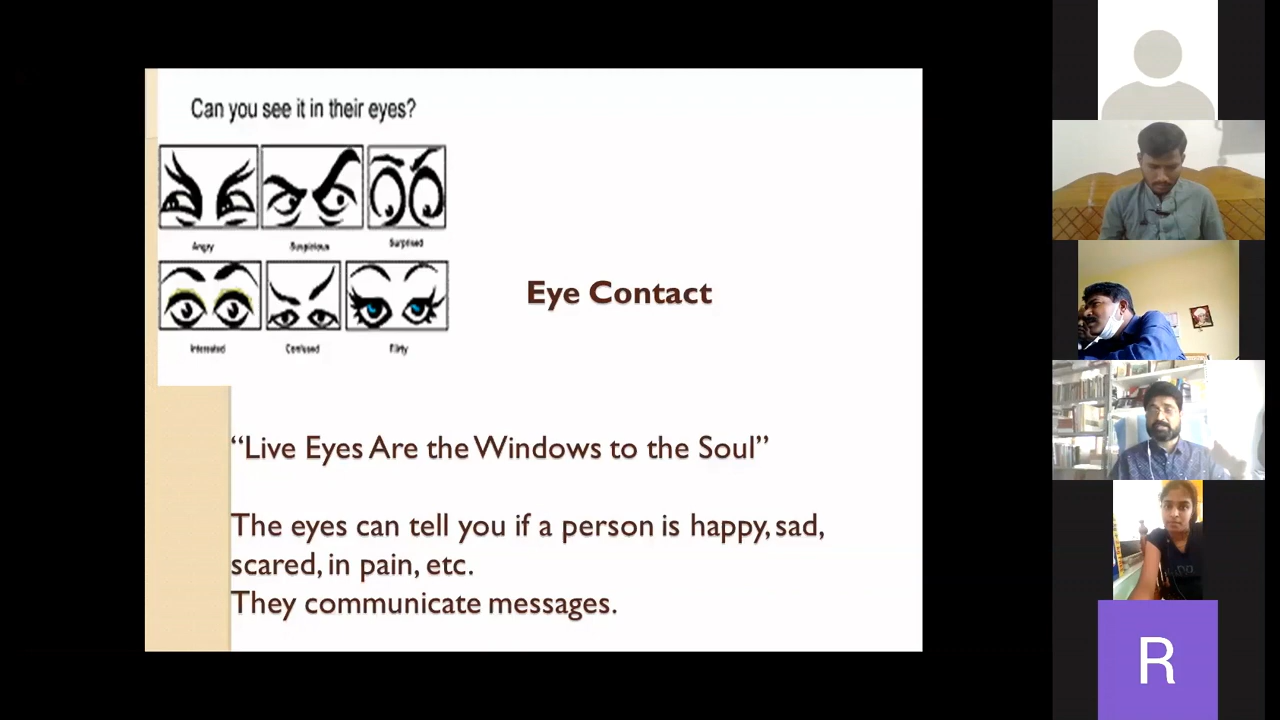 Can you see it in their eyes?
Angry
Suspicious
Surprised
Interested
Confused
Flirty
Eye Contact
“Live Eyes Are the Windows to the Soul”
The eyes can tell you if a person is happy, sad,
scared, in pain, etc.
They communicate messages.
R